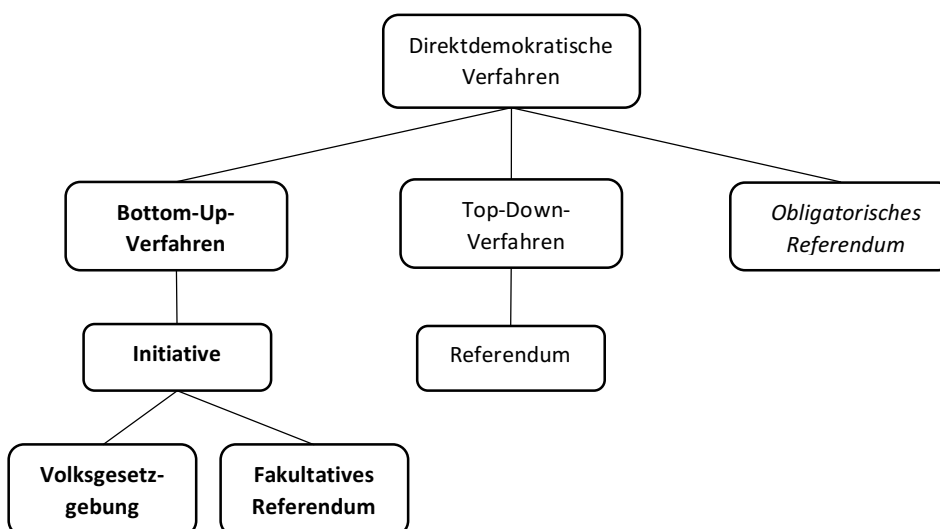 Direktdemokratische
Verfahren
Bottom-Up-
Verfahren
Top-Down-
Verfahren
Obligatorisches
Referendum
Initiative
Referendum
Volksgesetz-
gebung
Fakultatives
Referendum